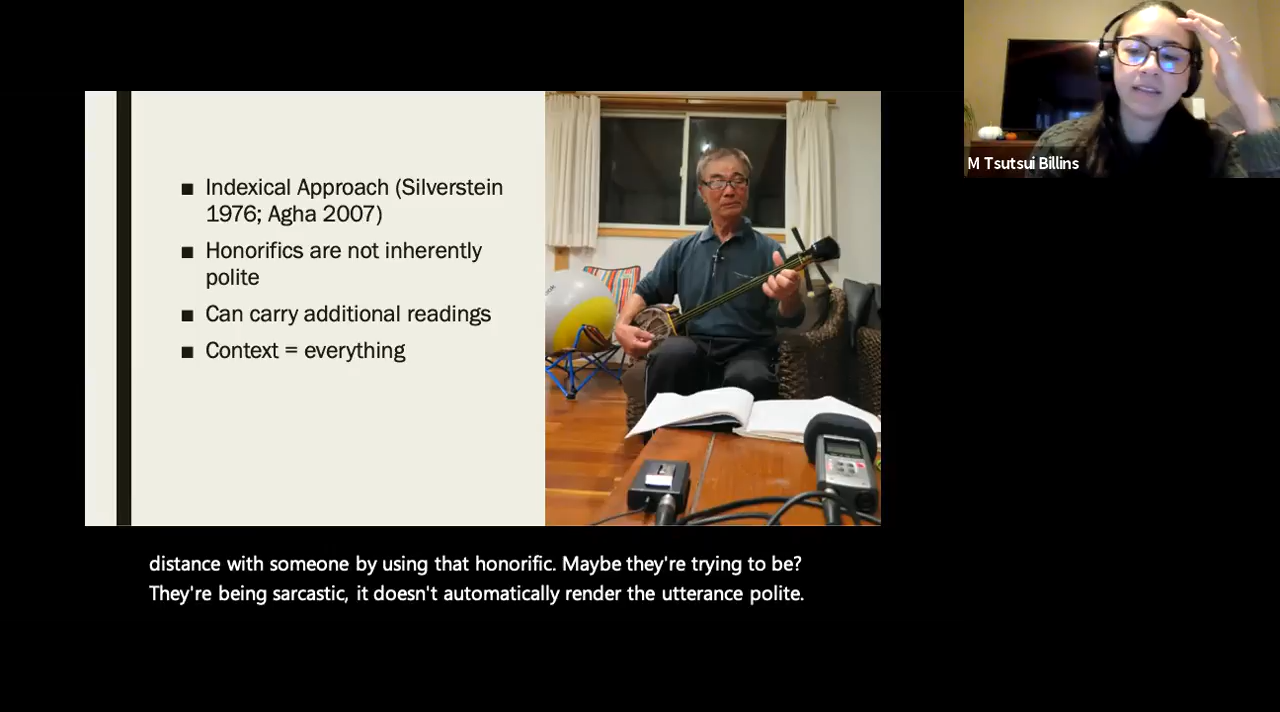 ■ Indexical Approach (Silverstein
1976; Agha 2007)
■ Honorifics are not inherently
polite
■ Can carry additional readings
■ Context = everything
M Tsutsui Billins
distance with someone by using that honorific. Maybe they're trying to be?
They're being sarcastic, it doesn't automatically render the utterance polite.